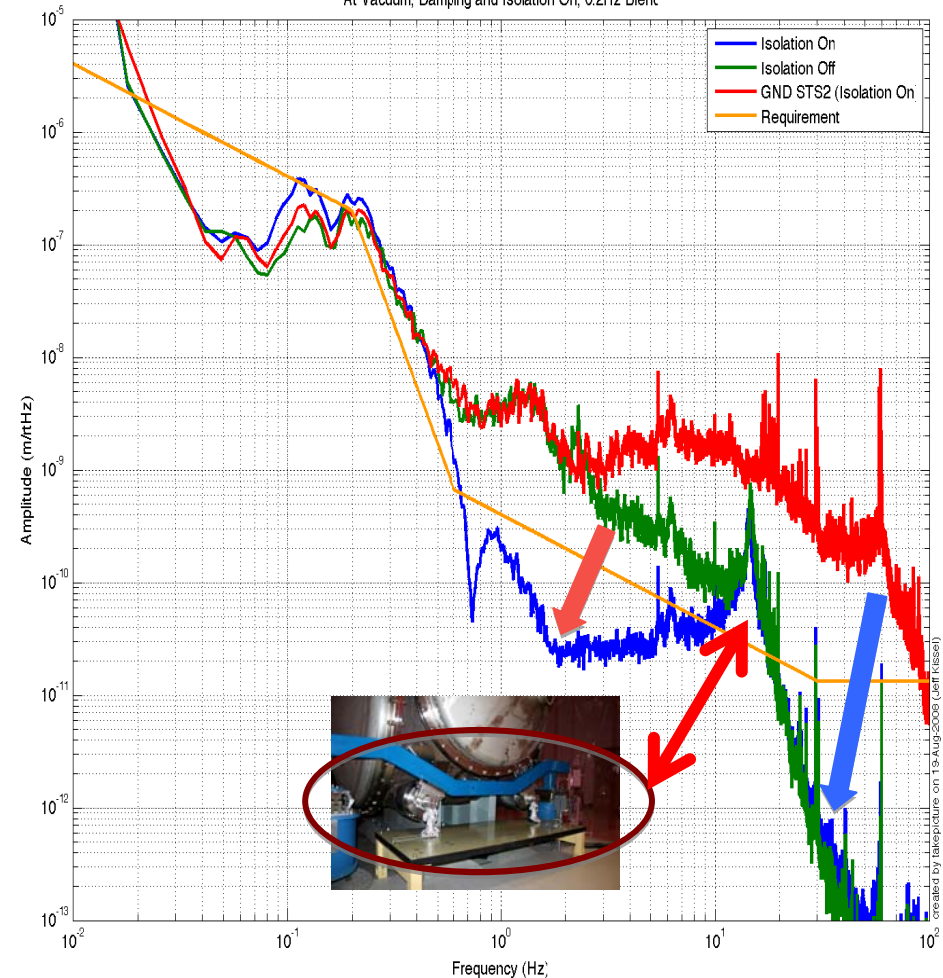 At Vacuum, Damping and Isolation On, 0.2Hz Blent
Isolation On
Isolation Off
GND STS2 (Isolation On
Requirement
Amplitude (m/rtHz)
10^-5
10^-6
10^-7
10^-8
10^-9
10^-10
10^-11
10^-12
10^-13
10^-2
10^-1
10^0
10^1
10^2
Frequency (Hz)
created by takepicture on 19-Aug-2008 (Jeff Kissel)